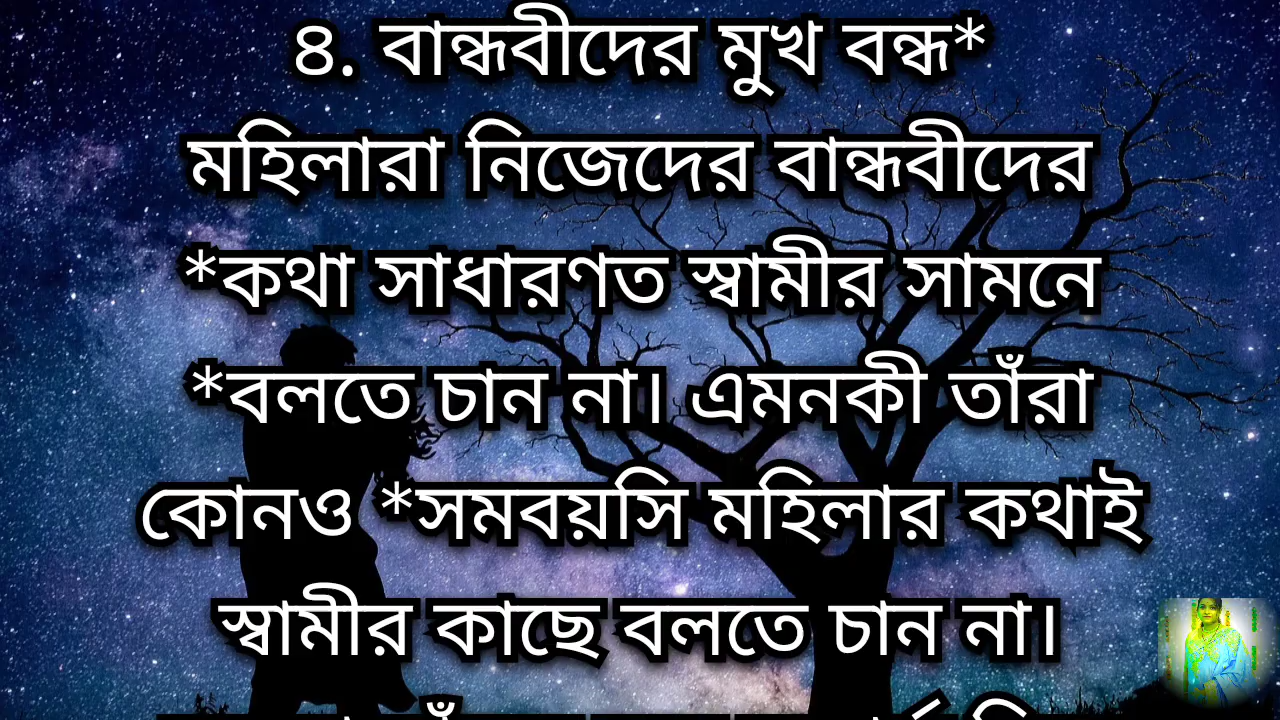 ৪. বান্ধবীদের মুখ বন্ধ*
মহিলারা নিজেদের বান্ধবীদের
*কথা সাধারণত স্বামীর সামনে
*বলতে চান না। এমনকী তাঁরা
কোনও *সমবয়সি মহিলার কথাই
স্বামীর কাছে বলতে চান না।